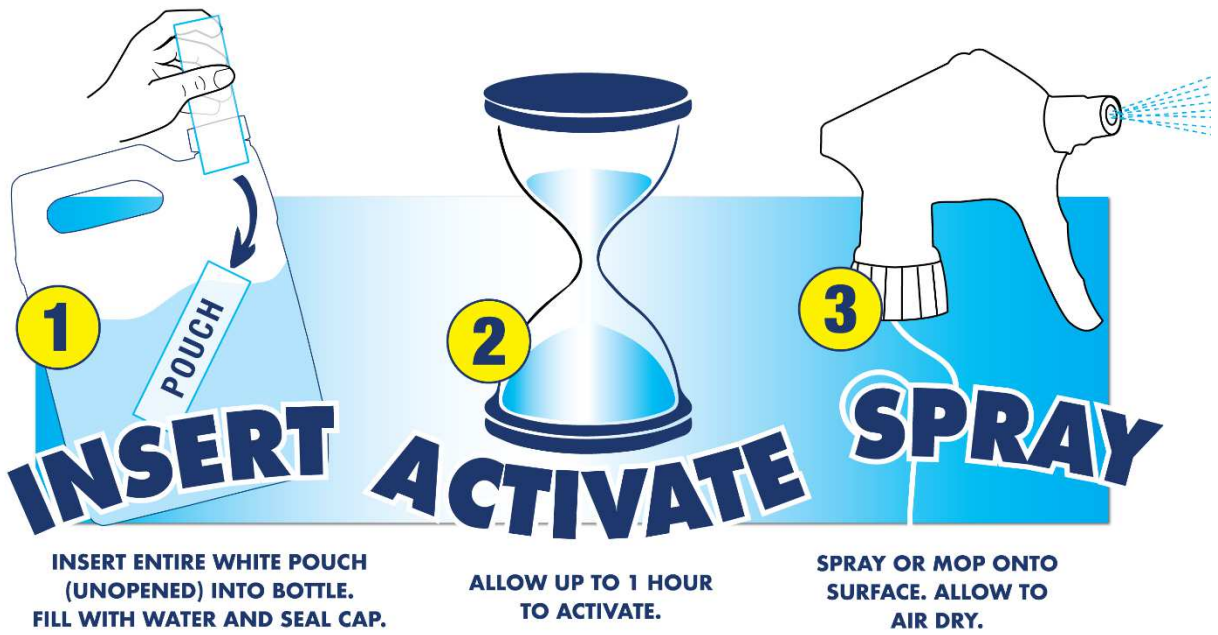 1
POUCH
INSERT
INSERT ENTIRE WHITE POUCH
(UNOPENED) INTO BOTTLE.
FILL WITH WATER AND SEAL CAP.
2
ACTIVATE
ALLOW UP TO 1 HOUR
TO ACTIVATE.
3
SPRAY
SPRAY OR MOP ONTO
SURFACE. ALLOW TO
AIR DRY.